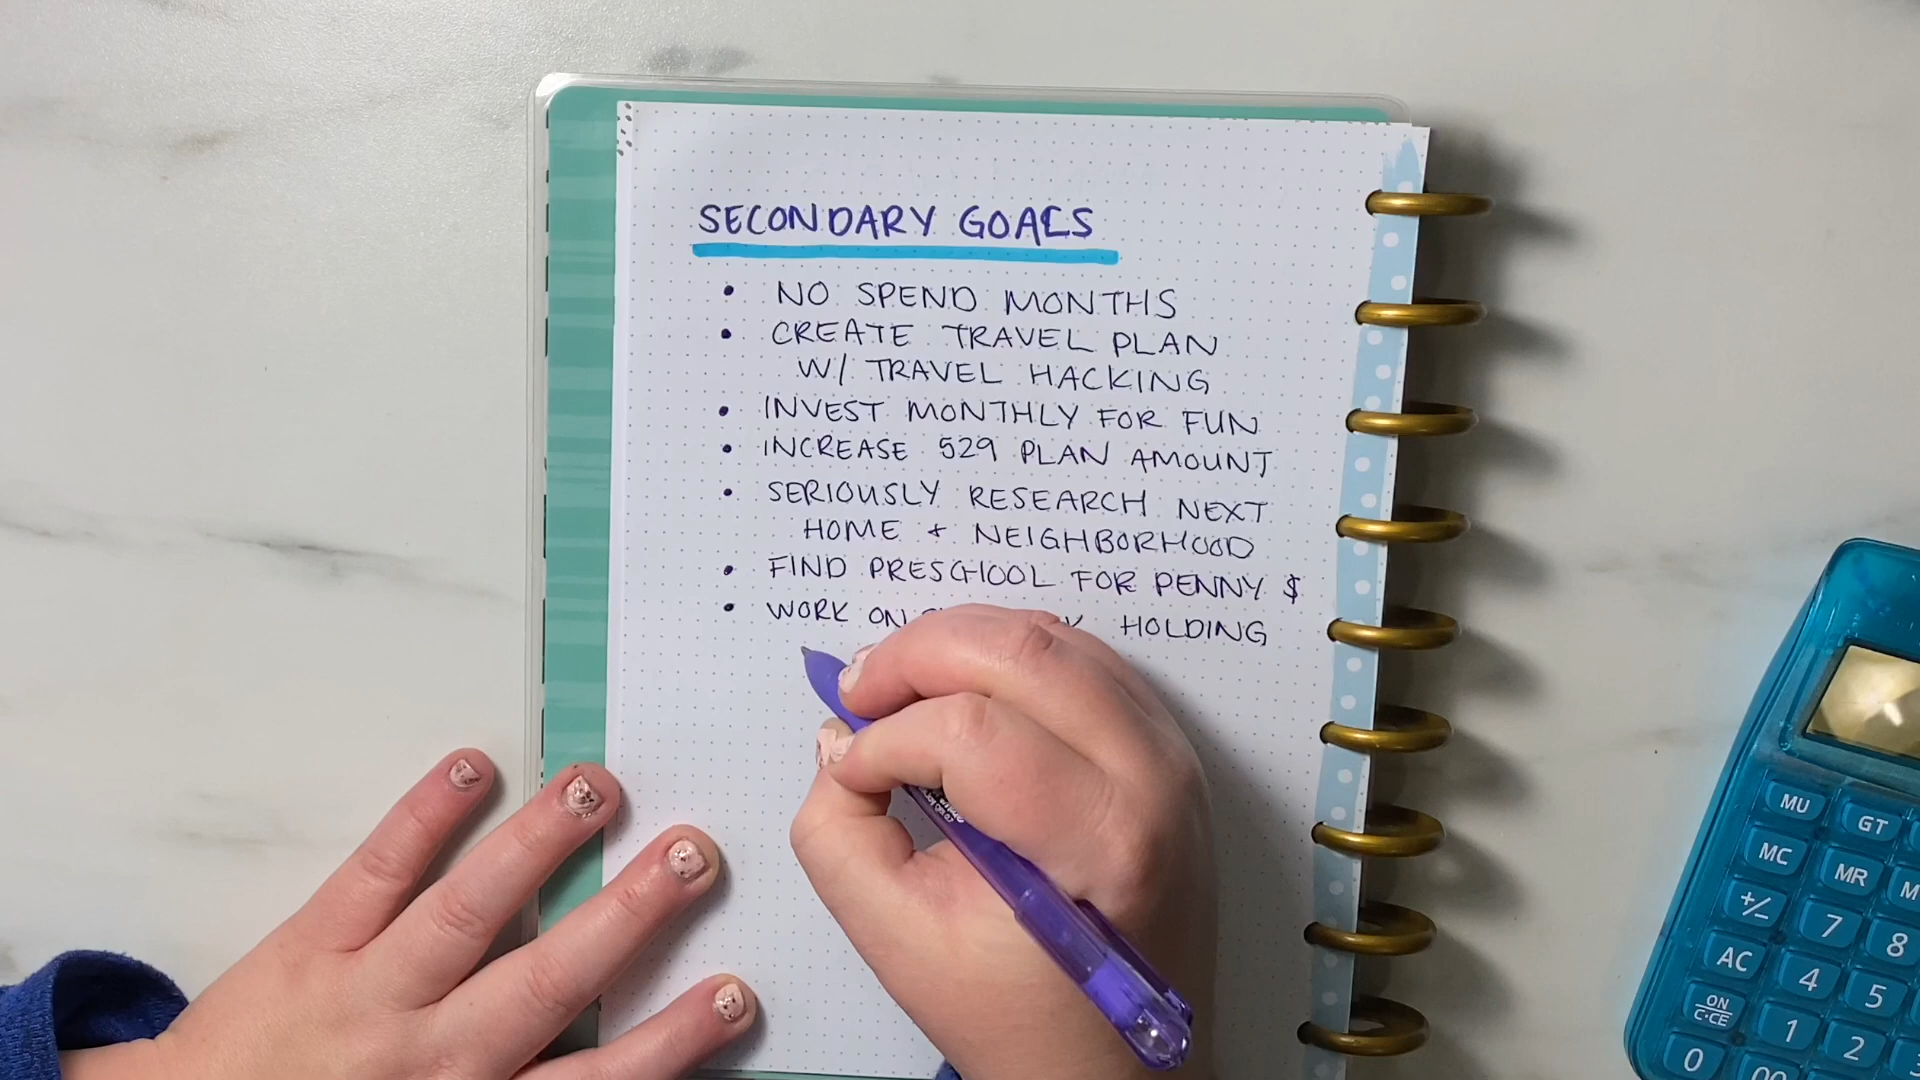 SECONDARY GOALS
• NO SPEND MONTHS
• CREATE TRAVEL PLAN
W/ TRAVEL HACKING
• INVEST MONTHLY FOR FUN
• INCREASE 529 PLAN AMOUNT
• SERIOUSLY RESEARCH NEXT
HOME + NEIGHBORHOOD
• FIND PRESCHOOL FOR PENNY $
• WORK ON HOLDING
MU GT
MC MR
+/- 7 8
AC 4 5
ON
C·CE 1 2
0 00